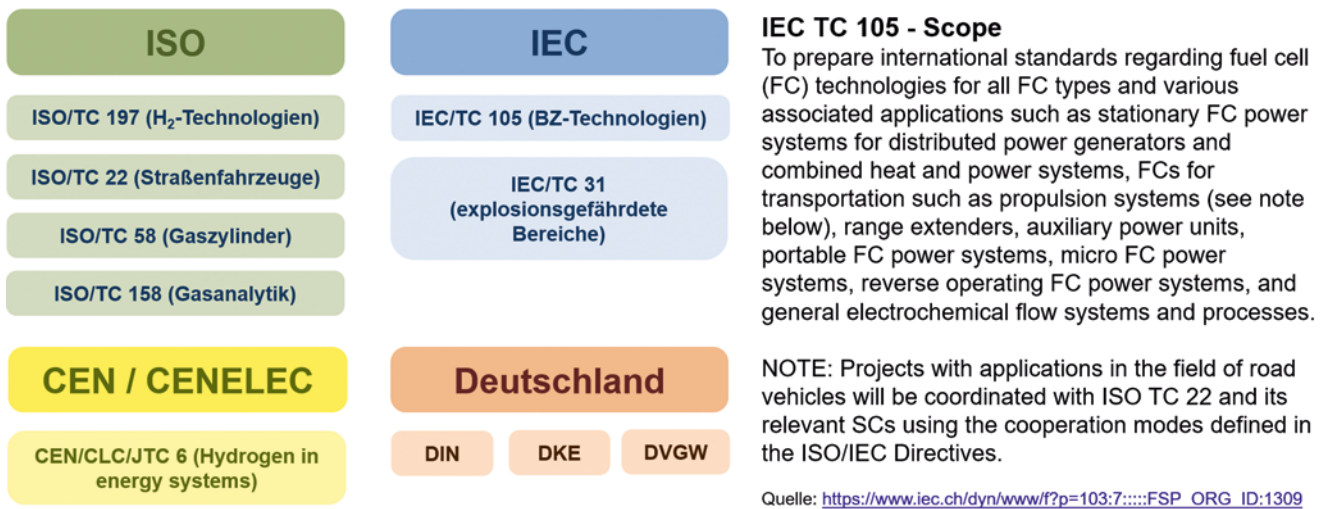 ISO
ISO/TC 197 (H₂-Technologien)
ISO/TC 22 (Straßenfahrzeuge)
ISO/TC 58 (Gaszylinder)
ISO/TC 158 (Gasanalytik)
IEC
IEC/TC 105 (BZ-Technologien)
IEC/TC 31
(explosionsgefährdete
Bereiche)
CEN / CENELEC
CEN/CLC/JTC 6 (Hydrogen in
energy systems)
Deutschland
DIN
DKE
DVGW
IEC TC 105 - Scope
To prepare international standards regarding fuel cell
(FC) technologies for all FC types and various
associated applications such as stationary FC power
systems for distributed power generators and
combined heat and power systems, FCs for
transportation such as propulsion systems (see note
below), range extenders, auxiliary power units,
portable FC power systems, micro FC power
systems, reverse operating FC power systems, and
general electrochemical flow systems and processes.
NOTE: Projects with applications in the field of road
vehicles will be coordinated with ISO TC 22 and its
relevant SCs using the cooperation modes defined in
the ISO/IEC Directives.
Quelle: https://www.iec.ch/dyn/www/f?p=103:7:::::FSP_ORG_ID:1309